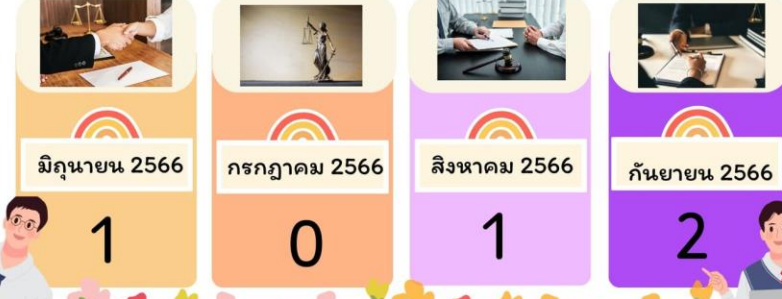 มิถุนายน 2566
กรกฎาคม 2566
สิงหาคม 2566
กันยายน 2566
1
0
1
2